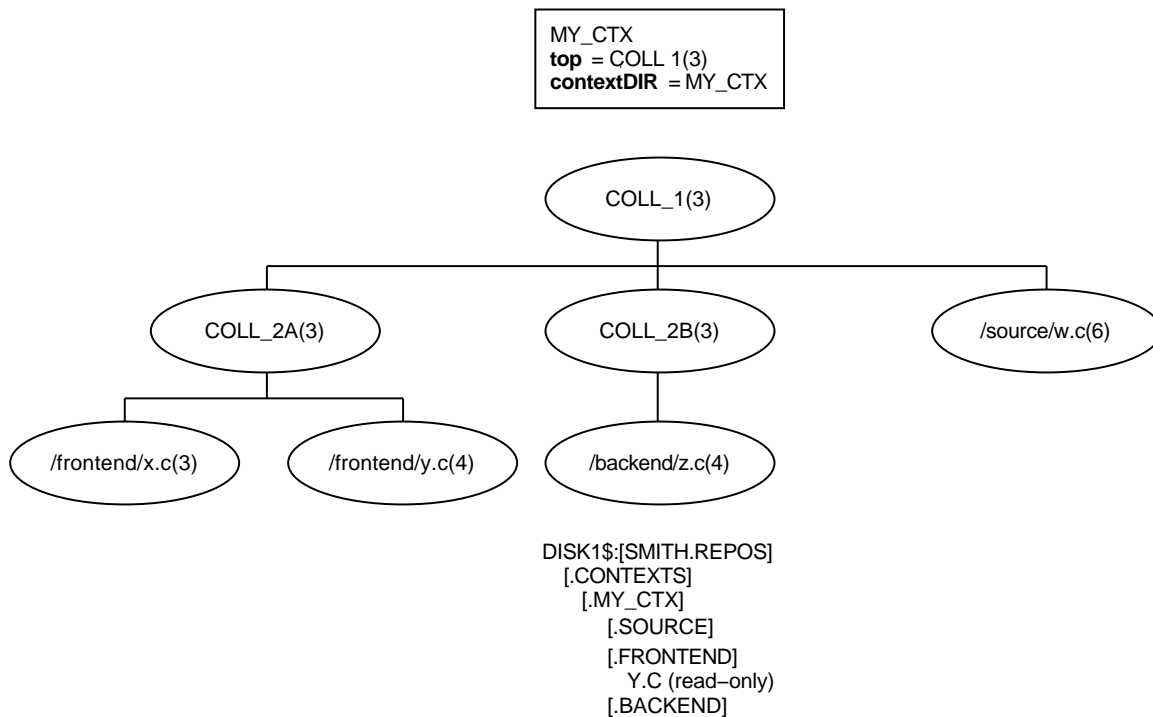 MY_CTX
top = COLL 1(3)
contextDIR = MY_CTX
COLL_1(3)
COLL_2A(3)
COLL_2B(3)
/source/w.c(6)
/frontend/x.c(3)
/frontend/y.c(4)
/backend/z.c(4)
DISK1$:[SMITH.REPOS]
[.CONTEXTS]
[.MY_CTX]
[.SOURCE]
[.FRONTEND]
Y.C (read−only)
[.BACKEND]